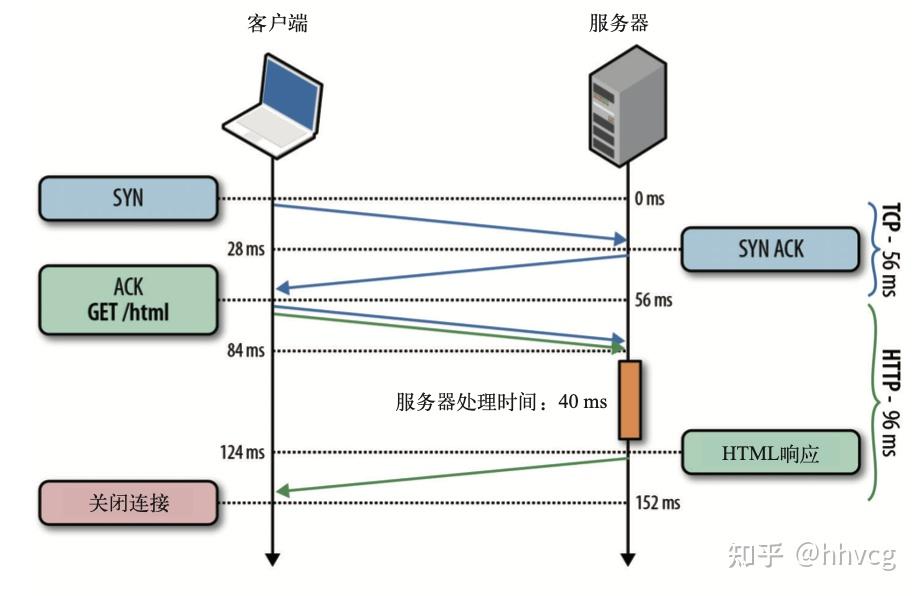 客户端
服务器
SYN
0 ms
28 ms
SYN ACK
TCP - 56 ms
ACK
GET /html
56 ms
84 ms
服务器处理时间：40 ms
HTTP - 96 ms
124 ms
HTML响应
关闭连接
152 ms
知乎 @hhvcg